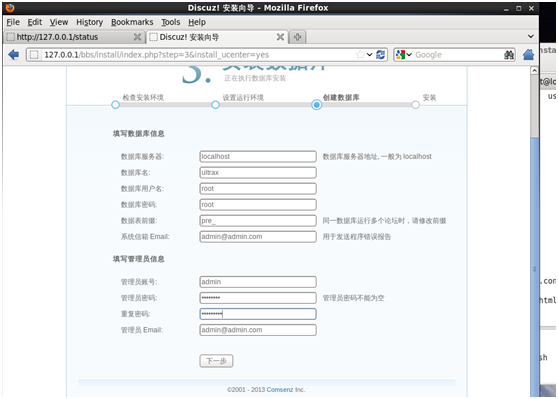 Discuz! 安装向导 - Mozilla Firefox
File Edit View History Bookmarks Tools Help
http://127.0.0.1/status
Discuz! 安装向导
127.0.0.1/bbs/install/index.php?step=3&install_ucenter=yes
Google
3. 安装数据库
正在执行数据库安装
检查安装环境 设置运行环境 创建数据库 安装
填写数据库信息
数据库服务器: localhost 数据库服务器地址, 一般为 localhost
数据库名: ultrax
数据库用户名: root
数据库密码: root
数据表前缀: pre_ 同一数据库运行多个论坛时，请修改前缀
系统信箱 Email: admin@admin.com 用于发送程序错误报告
填写管理员信息
管理员账号: admin
管理员密码: •••••••• 管理员密码不能为空
重复密码: •••••••••
管理员 Email: admin@admin.com
下一步
©2001 - 2013 Comsenz Inc.